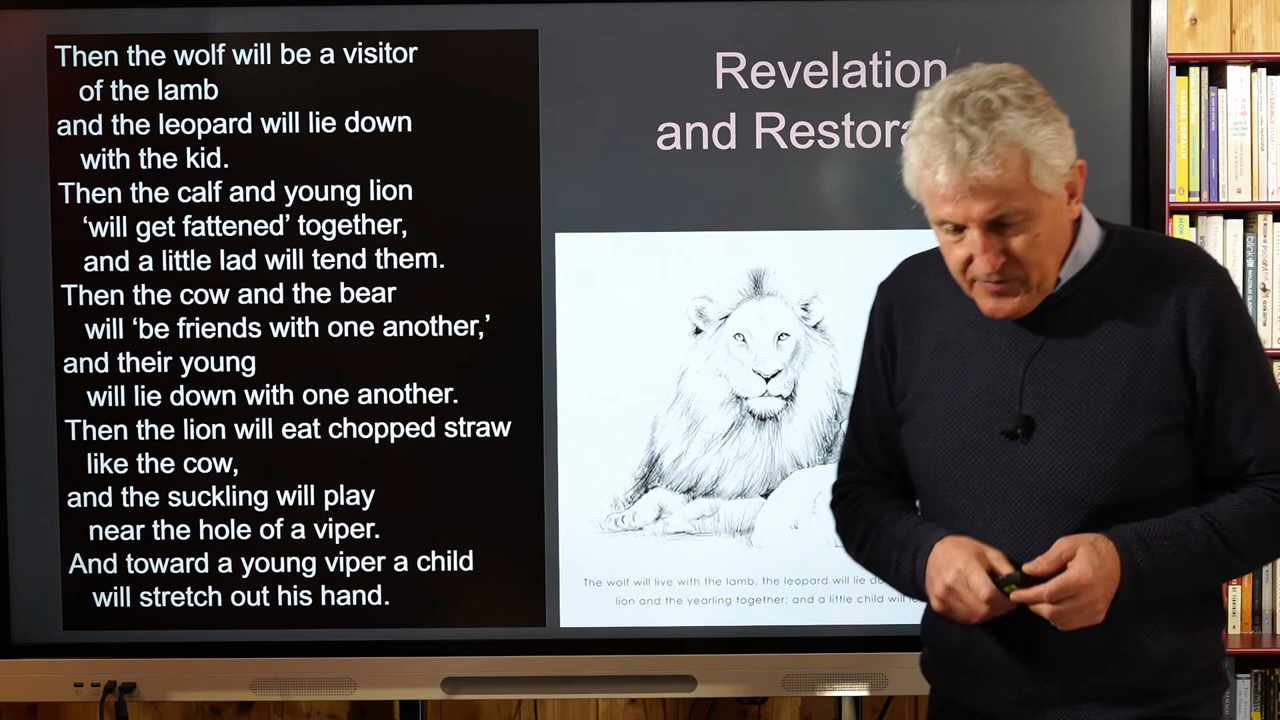 Then the wolf will be a visitor
of the lamb
and the leopard will lie down
with the kid.
Then the calf and young lion
‘will get fattened’ together,
and a little lad will tend them.
Then the cow and the bear
will ‘be friends with one another,’
and their young
will lie down with one another.
Then the lion will eat chopped straw
like the cow,
and the suckling will play
near the hole of a viper.
And toward a young viper a child
will stretch out his hand.
Revelation
and Restora
The wolf will live with the lamb, the leopard will lie do
lion and the yearling together; and a little child will